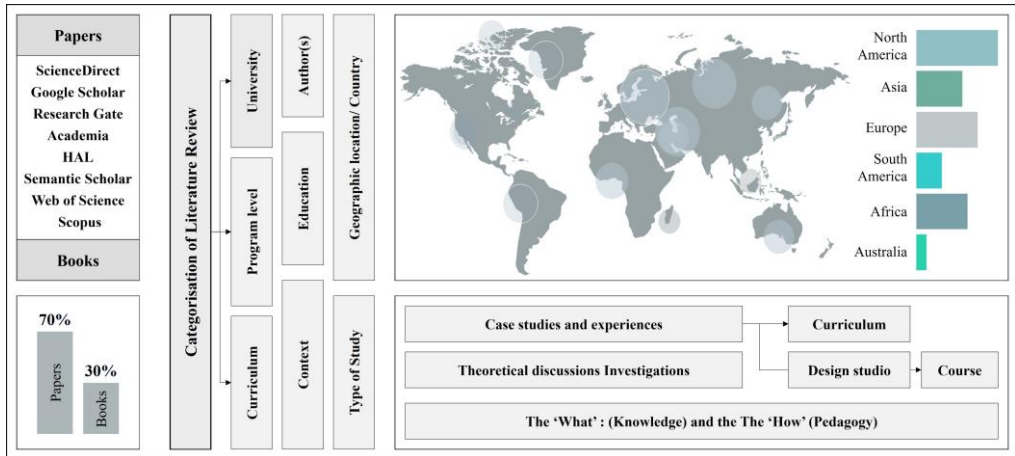 Papers
ScienceDirect
Google Scholar
Research Gate
Academia
HAL
Semantic Scholar
Web of Science
Scopus
Books
70%
Papers
30%
Books
Categorisation of Literature Review
University
Program level
Curriculum
Author(s)
Education
Context
Geographic location/ Country
Type of Study
North
America
Asia
Europe
South
America
Africa
Australia
Case studies and experiences
Curriculum
Theoretical discussions Investigations
Design studio
Course
The ‘What’ : (Knowledge) and the The ‘How’ (Pedagogy)